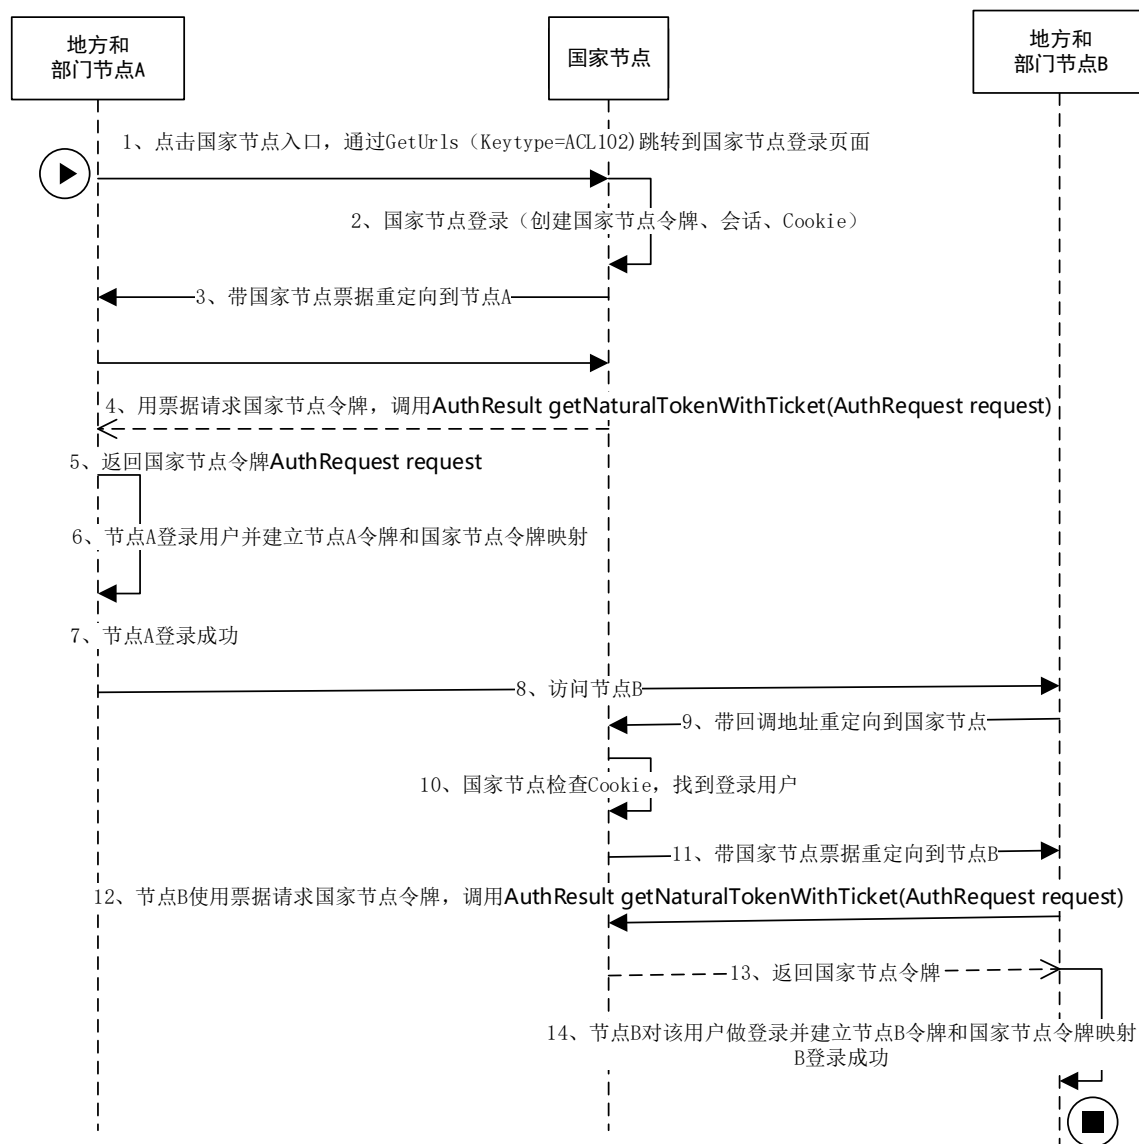 地方和
部门节点A
国家节点
地方和
部门节点B
1、点击国家节点入口，通过GetUrls（Keytype=ACL102)跳转到国家节点登录页面
2、国家节点登录（创建国家节点令牌、会话、Cookie）
3、带国家节点票据重定向到节点A
4、用票据请求国家节点令牌，调用AuthResult getNaturalTokenWithTicket(AuthRequest request)
5、返回国家节点令牌AuthRequest request
6、节点A登录用户并建立节点A令牌和国家节点令牌映射
7、节点A登录成功
8、访问节点B
9、带回调地址重定向到国家节点
10、国家节点检查Cookie，找到登录用户
11、带国家节点票据重定向到节点B
12、节点B使用票据请求国家节点令牌，调用AuthResult getNaturalTokenWithTicket(AuthRequest request)
13、返回国家节点令牌
14、节点B对该用户做登录并建立节点B令牌和国家节点令牌映射
B登录成功